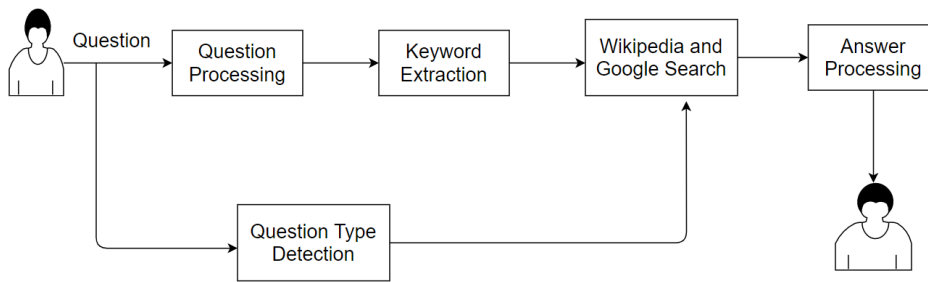 Question
Question
Processing
Keyword
Extraction
Wikipedia and
Google Search
Answer
Processing
Question Type
Detection